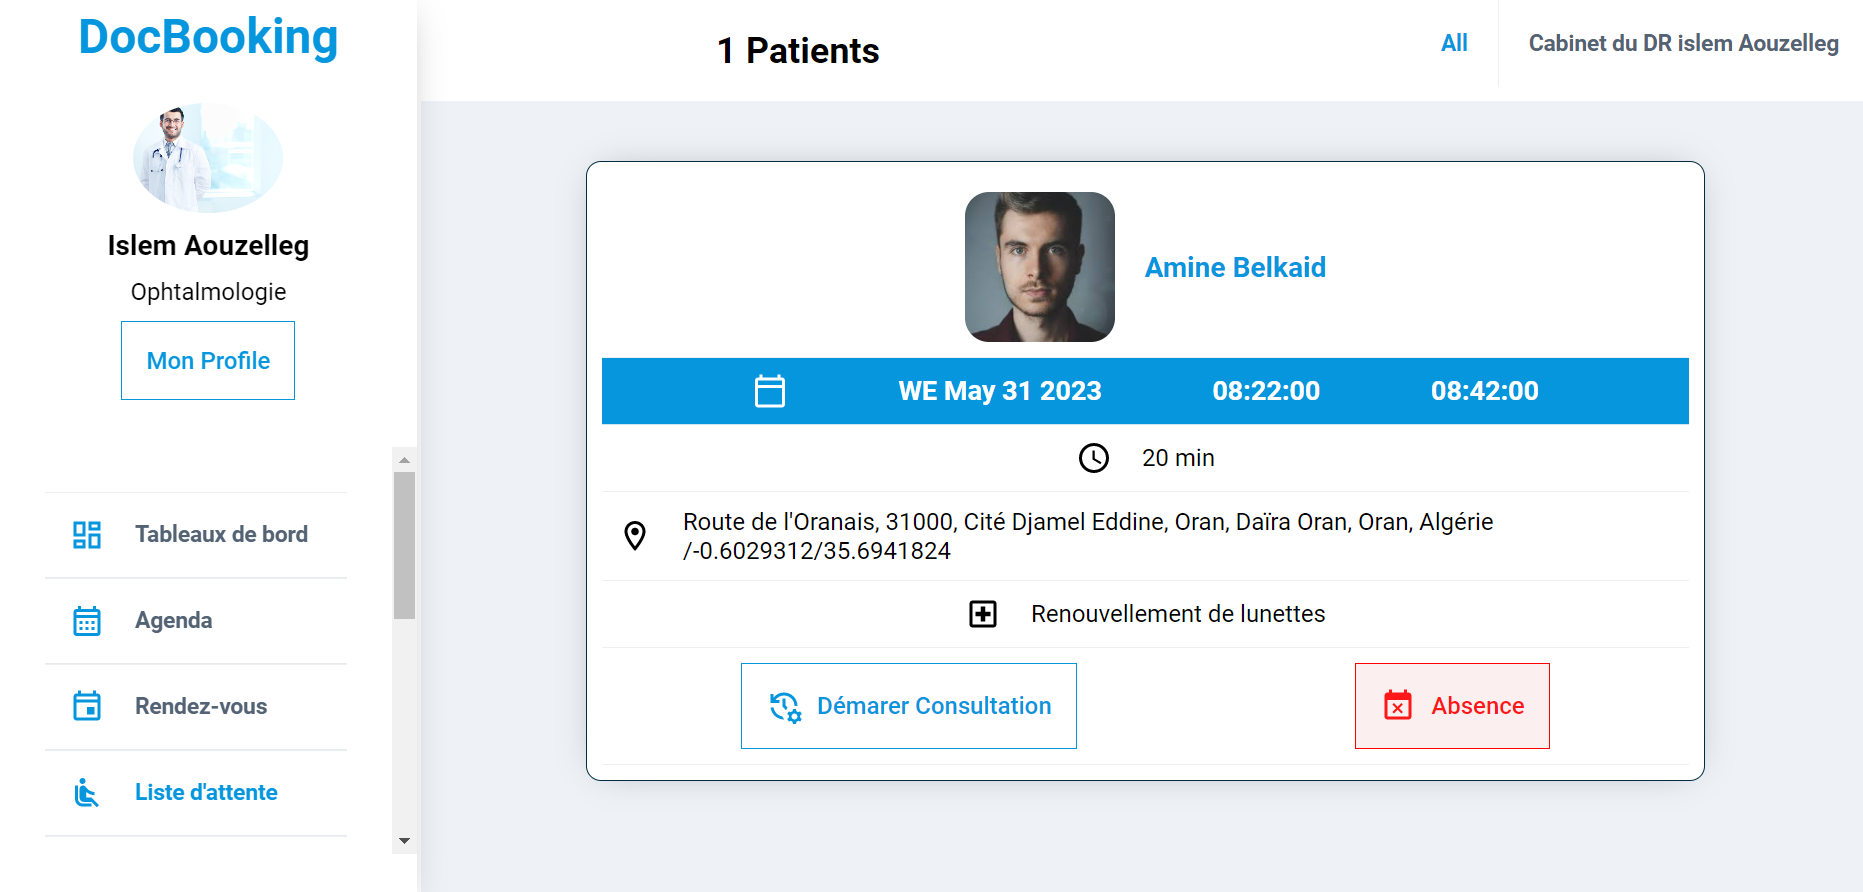 DocBooking
Islem Aouzelleg
Ophtalmologie
Mon Profile
Tableaux de bord
Agenda
Rendez-vous
Liste d'attente
1 Patients
All
Cabinet du DR islem Aouzelleg
Amine Belkaid
WE May 31 2023 08:22:00 08:42:00
20 min
Route de l'Oranais, 31000, Cité Djamel Eddine, Oran, Daïra Oran, Oran, Algérie
/-0.6029312/35.6941824
Renouvellement de lunettes
Démarer Consultation
Absence